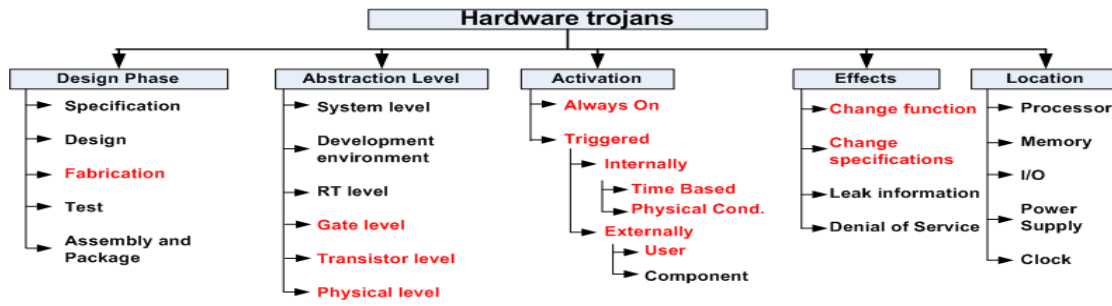 Hardware trojans
Design Phase
Specification
Design
Fabrication
Test
Assembly and
Package
Abstraction Level
System level
Development
environment
RT level
Gate level
Transistor level
Physical level
Activation
Always On
Triggered
Internally
Time Based
Physical Cond.
Externally
User
Component
Effects
Change function
Change
specifications
Leak information
Denial of Service
Location
Processor
Memory
I/O
Power
Supply
Clock